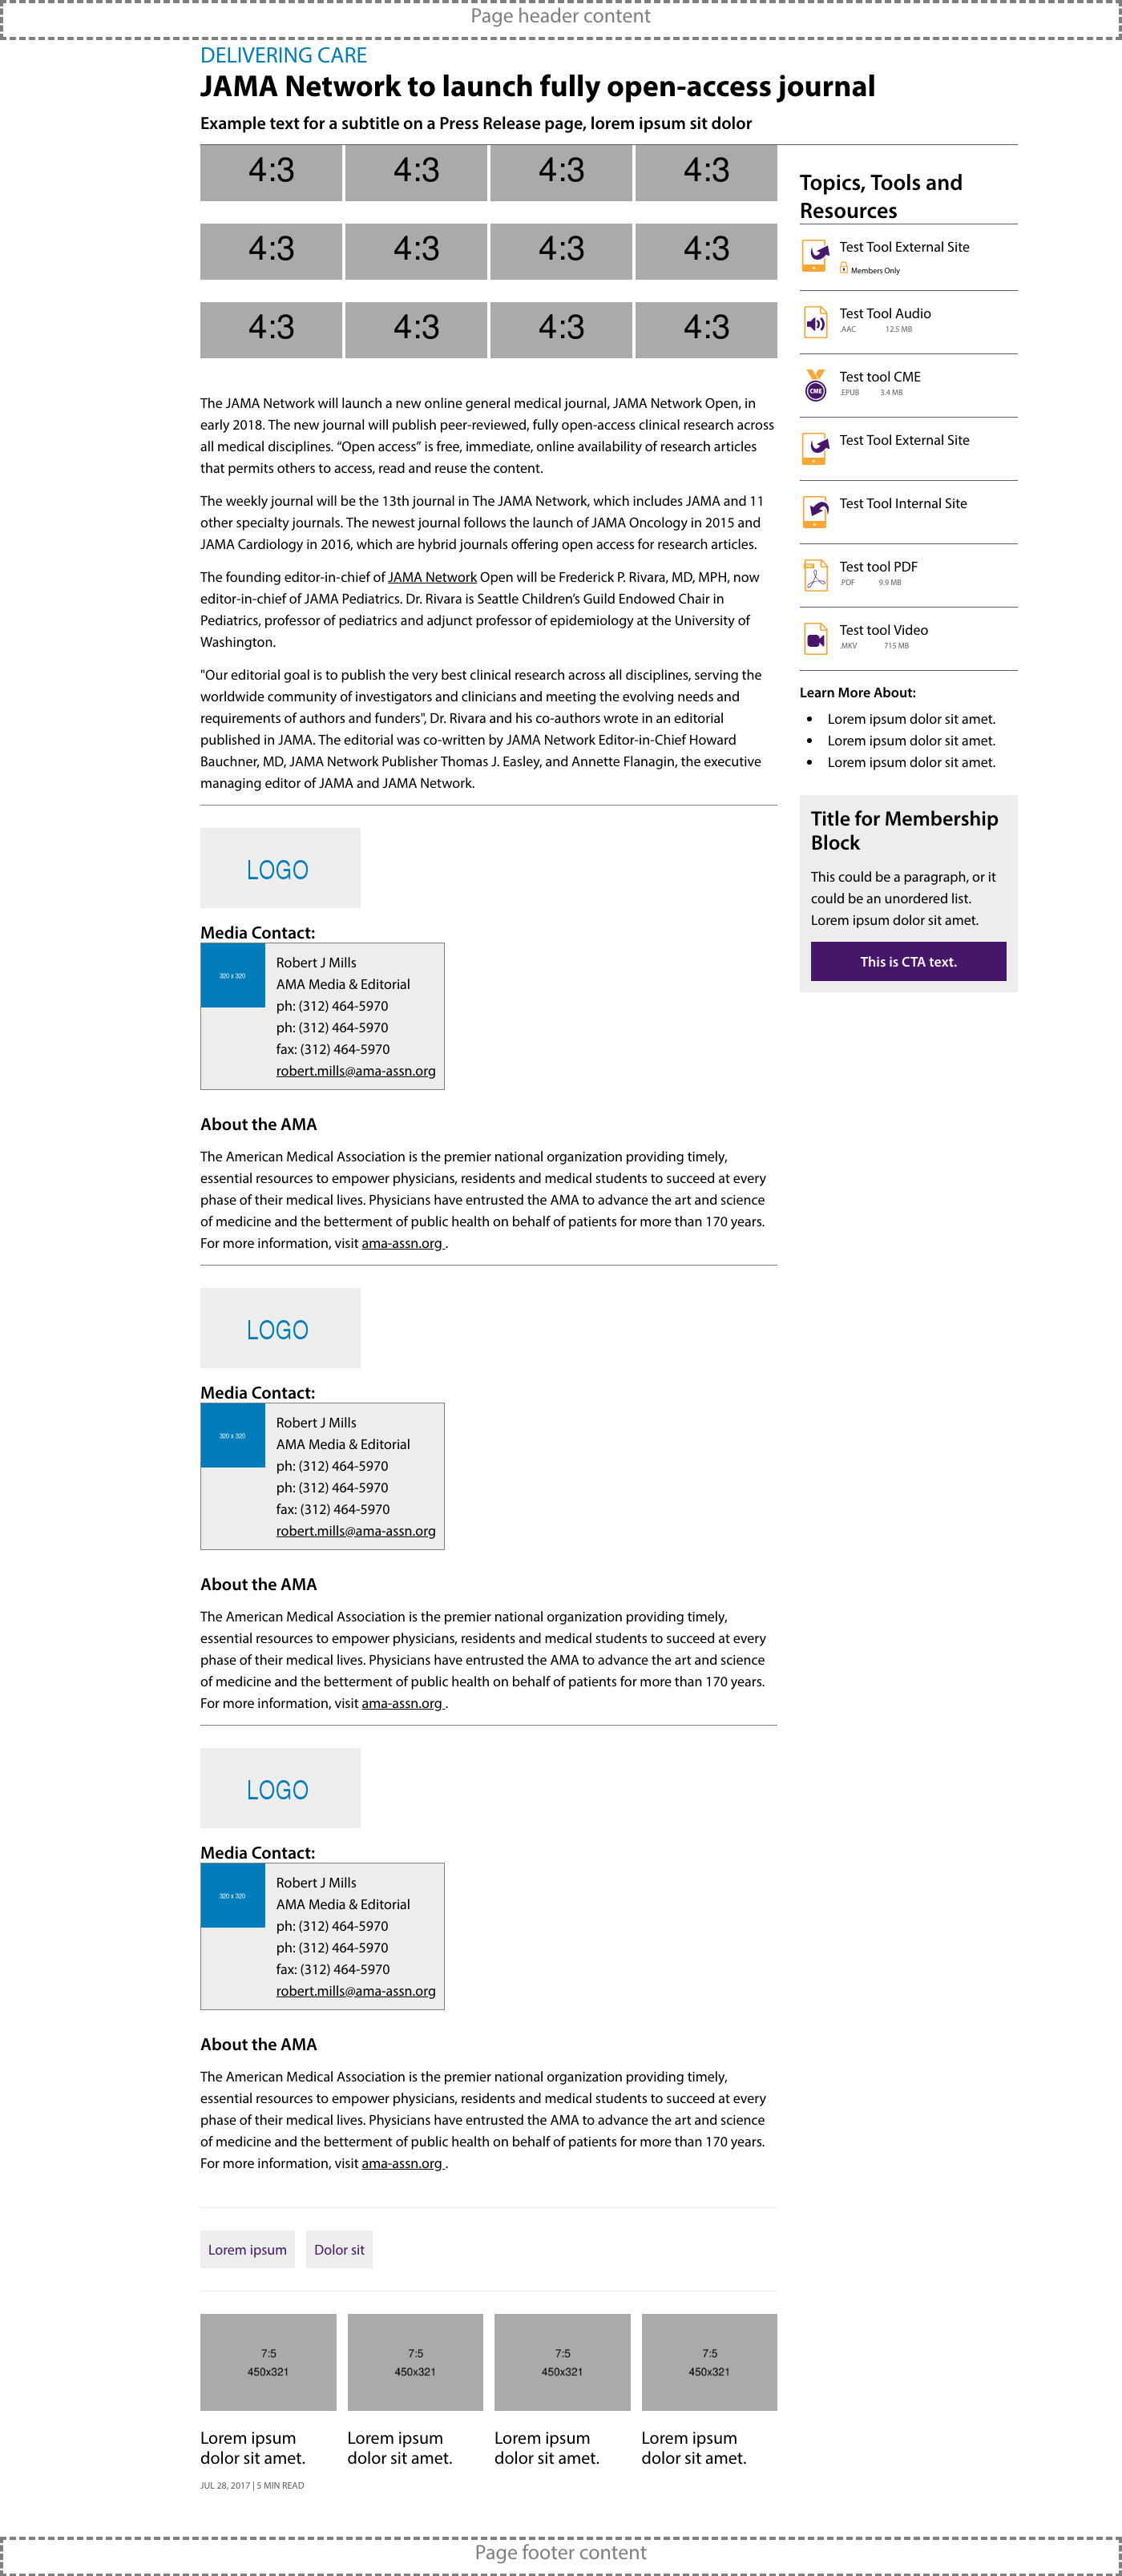 Page header content
DELIVERING CARE
JAMA Network to launch fully open-access journal
Example text for a subtitle on a Press Release page, lorem ipsum sit dolor
4:3 4:3 4:3 4:3
4:3 4:3 4:3 4:3
4:3 4:3 4:3 4:3
The JAMA Network will launch a new online general medical journal, JAMA Network Open, in
early 2018. The new journal will publish peer-reviewed, fully open-access clinical research across
all medical disciplines. “Open access” is free, immediate, online availability of research articles
that permits others to access, read and reuse the content.
The weekly journal will be the 13th journal in The JAMA Network, which includes JAMA and 11
other specialty journals. The newest journal follows the launch of JAMA Oncology in 2015 and
JAMA Cardiology in 2016, which are hybrid journals offering open access for research articles.
The founding editor-in-chief of JAMA Network Open will be Frederick P. Rivara, MD, MPH, now
editor-in-chief of JAMA Pediatrics. Dr. Rivara is Seattle Children’s Guild Endowed Chair in
Pediatrics, professor of pediatrics and adjunct professor of epidemiology at the University of
Washington.
"Our editorial goal is to publish the very best clinical research across all disciplines, serving the
worldwide community of investigators and clinicians and meeting the evolving needs and
requirements of authors and funders", Dr. Rivara and his co-authors wrote in an editorial
published in JAMA. The editorial was co-written by JAMA Network Editor-in-Chief Howard
Bauchner, MD, JAMA Network Publisher Thomas J. Easley, and Annette Flanagin, the executive
managing editor of JAMA and JAMA Network.
LOGO
Media Contact:
320 x 320
Robert J Mills
AMA Media & Editorial
ph: (312) 464-5970
ph: (312) 464-5970
fax: (312) 464-5970
robert.mills@ama-assn.org
About the AMA
The American Medical Association is the premier national organization providing timely,
essential resources to empower physicians, residents and medical students to succeed at every
phase of their medical lives. Physicians have entrusted the AMA to advance the art and science
of medicine and the betterment of public health on behalf of patients for more than 170 years.
For more information, visit ama-assn.org .
LOGO
Media Contact:
320 x 320
Robert J Mills
AMA Media & Editorial
ph: (312) 464-5970
ph: (312) 464-5970
fax: (312) 464-5970
robert.mills@ama-assn.org
About the AMA
The American Medical Association is the premier national organization providing timely,
essential resources to empower physicians, residents and medical students to succeed at every
phase of their medical lives. Physicians have entrusted the AMA to advance the art and science
of medicine and the betterment of public health on behalf of patients for more than 170 years.
For more information, visit ama-assn.org .
LOGO
Media Contact:
320 x 320
Robert J Mills
AMA Media & Editorial
ph: (312) 464-5970
ph: (312) 464-5970
fax: (312) 464-5970
robert.mills@ama-assn.org
About the AMA
The American Medical Association is the premier national organization providing timely,
essential resources to empower physicians, residents and medical students to succeed at every
phase of their medical lives. Physicians have entrusted the AMA to advance the art and science
of medicine and the betterment of public health on behalf of patients for more than 170 years.
For more information, visit ama-assn.org .
Lorem ipsum Dolor sit
7:5
450x321
Lorem ipsum
dolor sit amet.
JUL 28, 2017 | 5 MIN READ
7:5
450x321
Lorem ipsum
dolor sit amet.
7:5
450x321
Lorem ipsum
dolor sit amet.
7:5
450x321
Lorem ipsum
dolor sit amet.
Topics, Tools and
Resources
Test Tool External Site
Members Only
Test Tool Audio
.AAC 12.5 MB
CME
Test tool CME
.EPUB 3.4 MB
Test Tool External Site
Test Tool Internal Site
Test tool PDF
.PDF 9.9 MB
Test tool Video
.MKV 715 MB
Learn More About:
Lorem ipsum dolor sit amet.
Lorem ipsum dolor sit amet.
Lorem ipsum dolor sit amet.
Title for Membership
Block
This could be a paragraph, or it
could be an unordered list.
Lorem ipsum dolor sit amet.
This is CTA text.
Page footer content